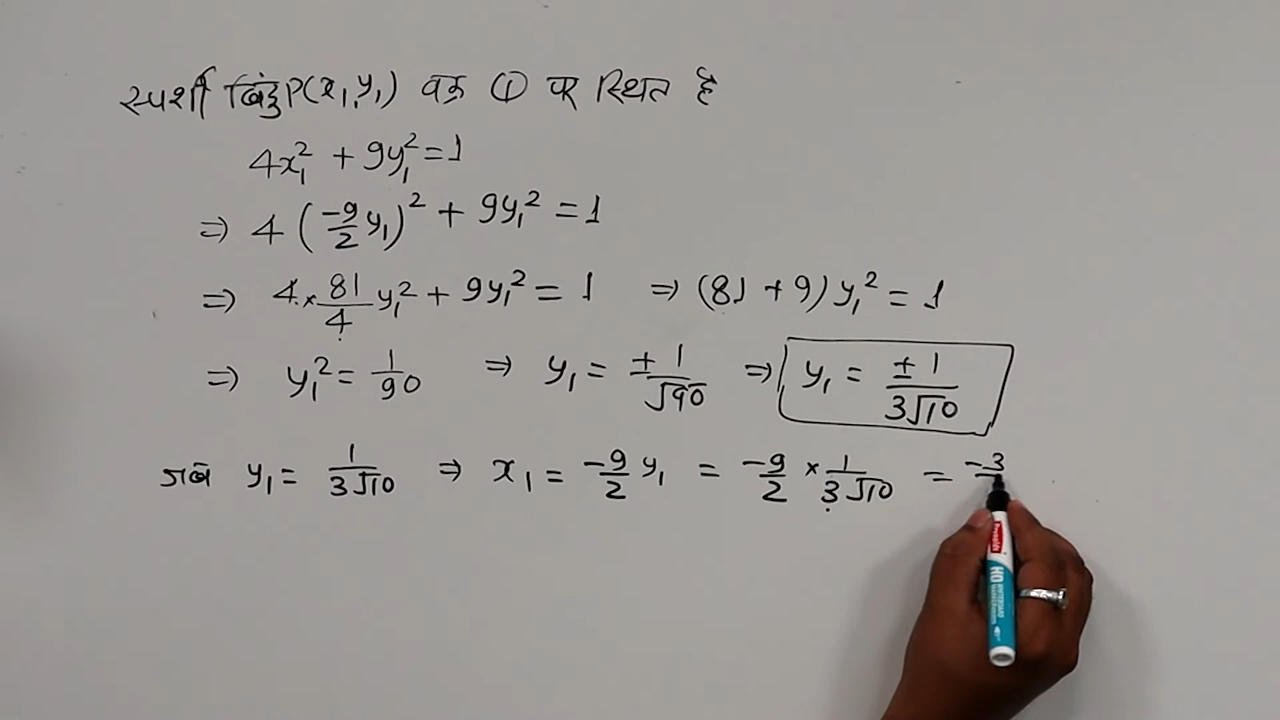 स्पर्श बिंदु P(x₁,y₁) वक्र ① पर स्थित है
4x₁² + 9y₁² = 1
⇒ 4(-9/2 y₁)² + 9y₁² = 1
⇒ 4 × 81/4 y₁² + 9y₁² = 1 ⇒ (81 + 9) y₁² = 1
⇒ y₁² = 1/90 ⇒ y₁ = ±1/√90 ⇒ y₁ = ±1/3√10
जब y₁ = 1/3√10 ⇒ x₁ = -9/2 y₁ = -9/2 × 1/3√10 = -3